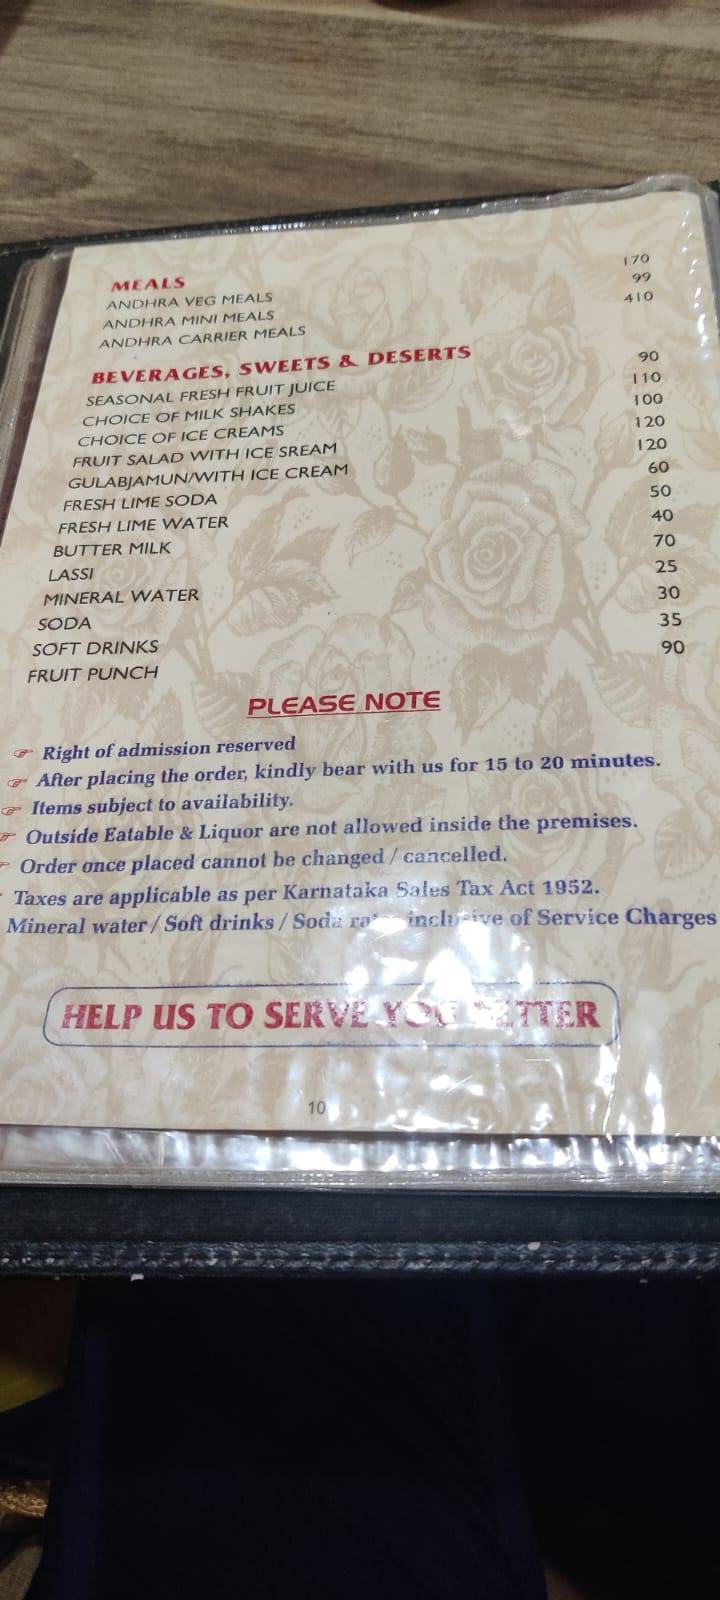 MEALS
ANDHRA VEG MEALS 170
ANDHRA MINI MEALS 99
ANDHRA CARRIER MEALS 410
BEVERAGES, SWEETS & DESERTS
SEASONAL FRESH FRUIT JUICE 90
CHOICE OF MILK SHAKES 110
CHOICE OF ICE CREAMS 100
FRUIT SALAD WITH ICE SREAM 120
GULABJAMUN/WITH ICE CREAM 120
FRESH LIME SODA 60
FRESH LIME WATER 50
BUTTER MILK 40
LASSI 70
MINERAL WATER 25
SODA 30
SOFT DRINKS 35
FRUIT PUNCH 90
PLEASE NOTE
Right of admission reserved
After placing the order, kindly bear with us for 15 to 20 minutes.
Items subject to availability.
Outside Eatable & Liquor are not allowed inside the premises.
Order once placed cannot be changed / cancelled.
Taxes are applicable as per Karnataka Sales Tax Act 1952.
Mineral water / Soft drinks / Soda inclusive of Service Charges
HELP US TO SERVE YOU BETTER
10